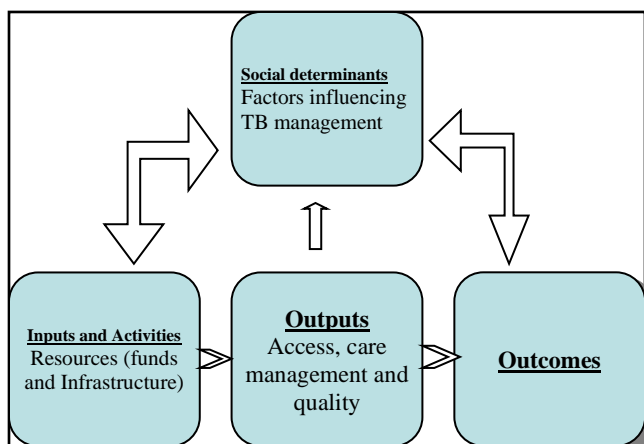 Social determinants
Factors influencing
TB management
Inputs and Activities
Resources (funds
and Infrastructure)
Outputs
Access, care
management and
quality
Outcomes